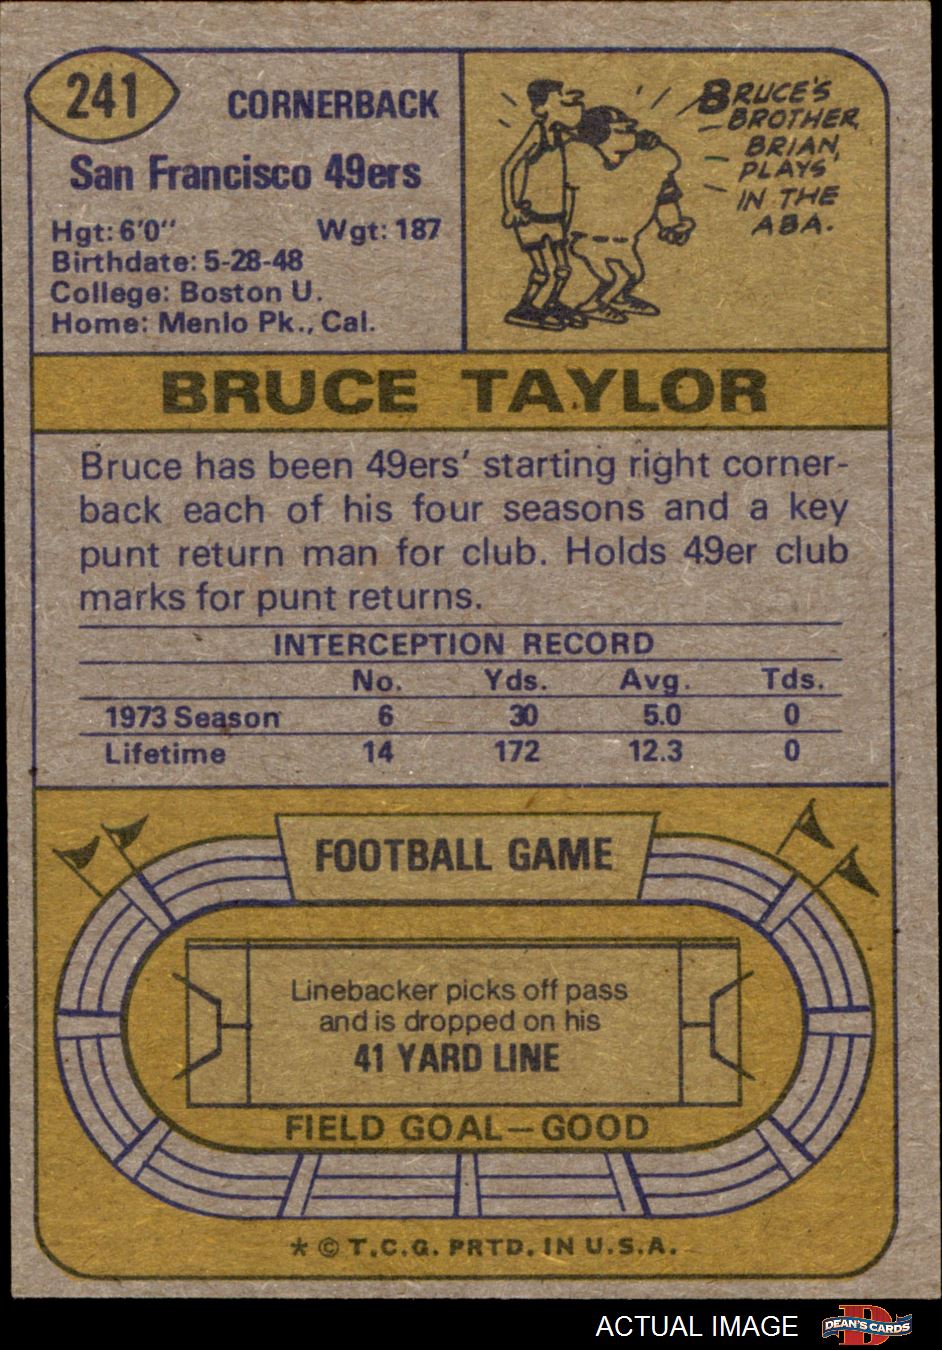 241
CORNERBACK
San Francisco 49ers
Hgt: 6'0" Wgt: 187
Birthdate: 5-28-48
College: Boston U.
Home: Menlo Pk., Cal.
BRUCE'S
BROTHER
BRIAN,
PLAYS
IN THE
ABA.
BRUCE TAYLOR
Bruce has been 49ers' starting right corner-
back each of his four seasons and a key
punt return man for club. Holds 49er club
marks for punt returns.
INTERCEPTION RECORD
No. Yds. Avg. Tds.
1973 Season 6 30 5.0 0
Lifetime 14 172 12.3 0
FOOTBALL GAME
Linebacker picks off pass
and is dropped on his
41 YARD LINE
FIELD GOAL—GOOD
* © T.C.G. PRTD. IN U.S.A.
ACTUAL IMAGE
D
DEAN'S CARDS